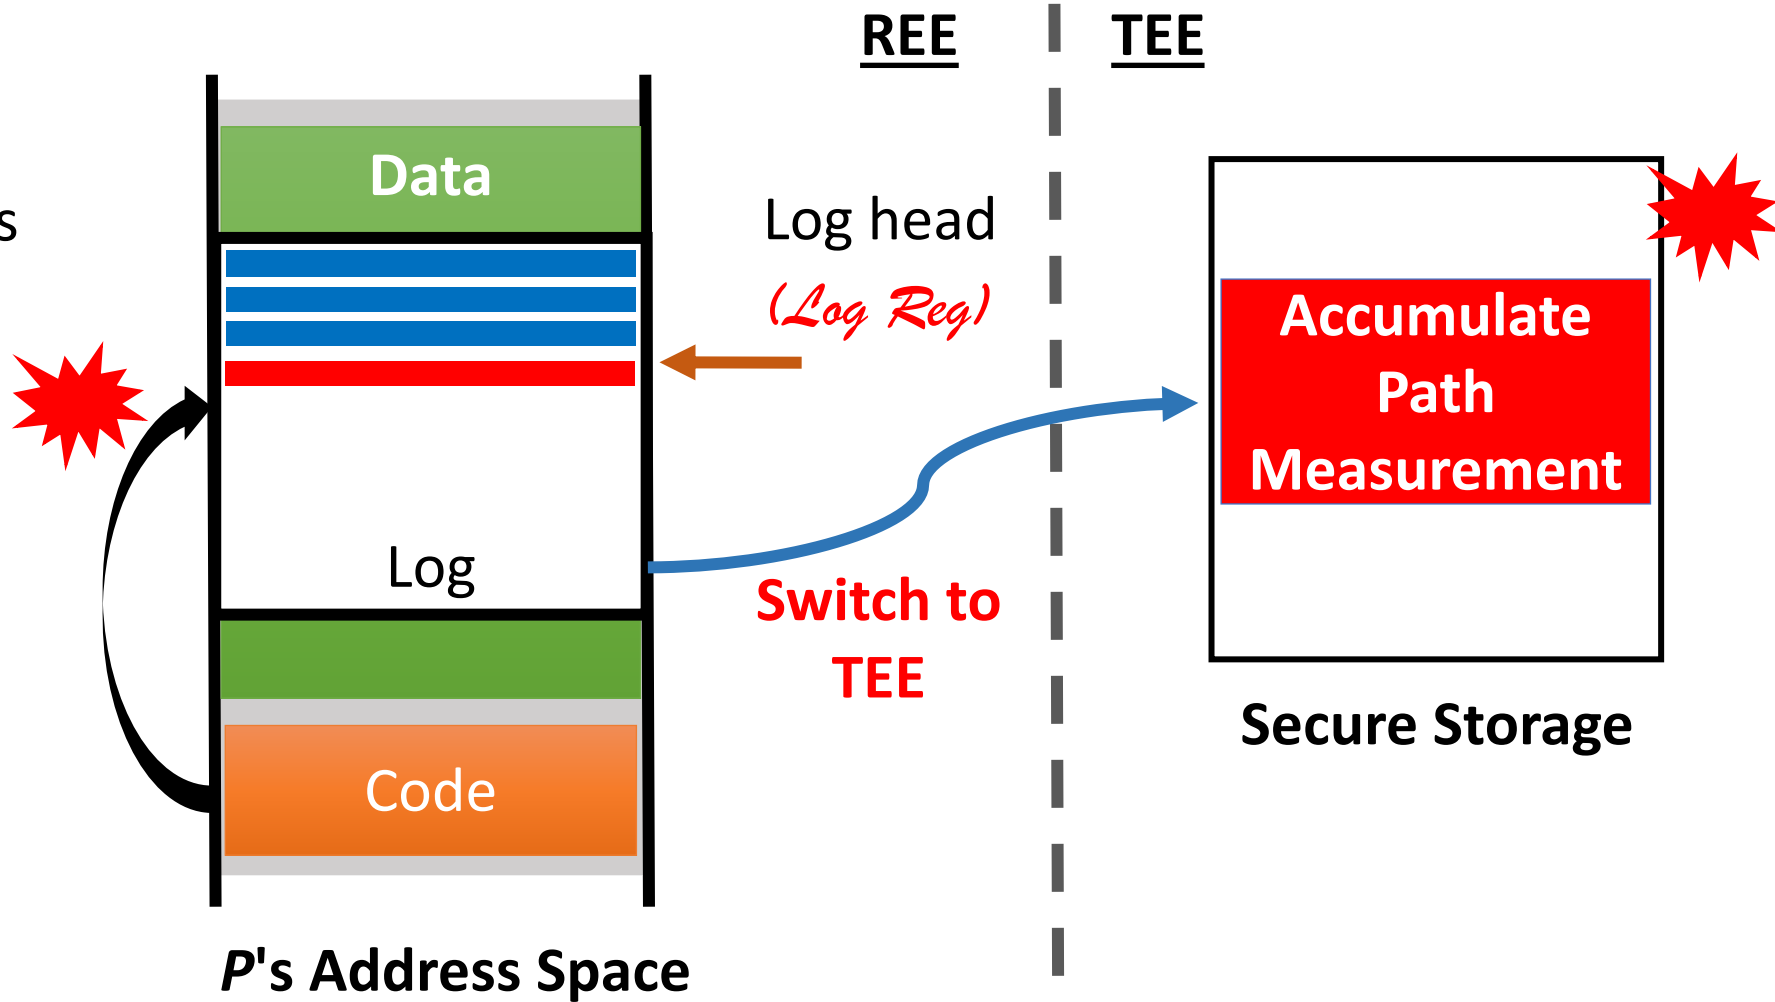 REE
TEE
Data
s
Log head
(Log Reg)
Accumulate
Path
Measurement
Log
Switch to
TEE
Secure Storage
Code
P's Address Space